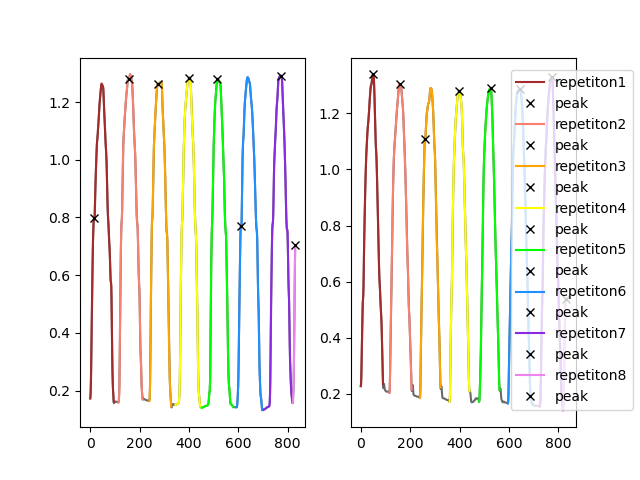 1.2
1.0
0.8
0.6
0.4
0.2
0
200
400
600
800
1.2
1.0
0.8
0.6
0.4
0.2
0
200
400
600
800
repetiton1
peak
repetiton2
peak
repetiton3
peak
repetiton4
peak
repetiton5
peak
repetiton6
peak
repetiton7
peak
repetiton8
peak